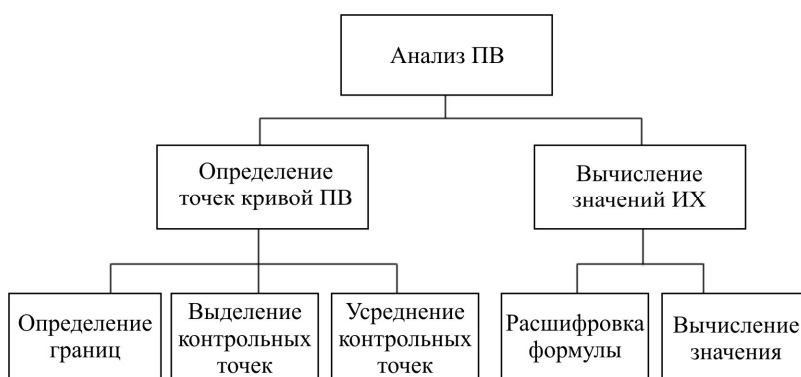 Анализ ПВ
Определение
точек кривой ПВ
Вычисление
значений ИХ
Определение
границ
Выделение
контрольных
точек
Усреднение
контрольных
точек
Расшифровка
формулы
Вычисление
значения